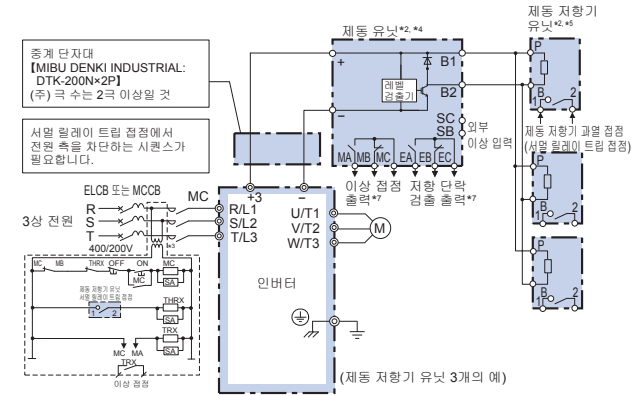 제동 저항기
유닛*2, *5
제동 유닛*2, *4
중계 단자대
【MIBU DENKI INDUSTRIAL:
DTK-200N×2P】
(주) 극 수는 2극 이상일 것
서멀 릴레이 트립 접점에서
전원 측을 차단하는 시퀀스가
필요합니다.
+
−
레벨
검출기
B1
B2
SC
SB
외부
이상 입력
MA MB MC EA EB EC
이상 접점
출력*7
저항 단락
검출 출력*7
P
B 1 2
제동 저항기 과열 접점
(서멀 릴레이 트립 접점)
P
B 1 2
P
B 1 2
ELCB 또는 MCCB
MC
3상 전원
R
S
T
400/200V
*3
+3 −
R/L1
S/L2
T/L3
U/T1
V/T2
W/T3
M
인버터
MC MB THRX OFF ON MC
MC
SA
제동 저항기 유닛
서멀 릴레이 트립 접점
1 2
THRX
SA
TRX
SA
MC MA
TRX
이상 접점
(제동 저항기 유닛 3개의 예)